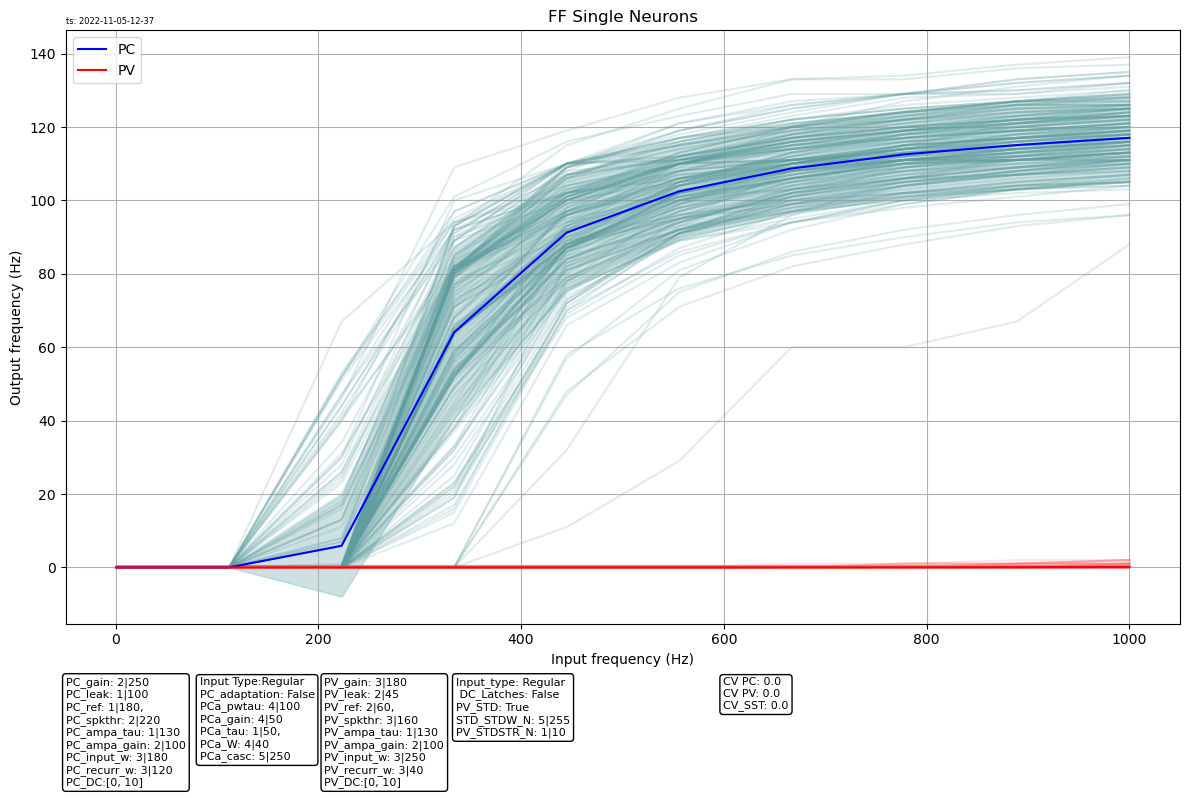 ts: 2022-11-05-12-37
FF Single Neurons
PC
PV
140
120
100
80
60
40
20
0
Output frequency (Hz)
0
200
400
600
800
1000
Input frequency (Hz)
PC_gain: 2|250
PC_leak: 1|100
PC_ref: 1|180,
PC_spkthr: 2|220
PC_ampa_tau: 1|130
PC_ampa_gain: 2|100
PC_input_w: 3|180
PC_recurr_w: 3|120
PC_DC:[0, 10]
Input Type:Regular
PC_adaptation: False
PCa_pwtau: 4|100
PCa_gain: 4|50
PCa_tau: 1|50,
PCa_W: 4|40
PCa_casc: 5|250
PV_gain: 3|180
PV_leak: 2|45
PV_ref: 2|60,
PV_spkthr: 3|160
PV_ampa_tau: 1|130
PV_ampa_gain: 2|100
PV_input_w: 3|250
PV_recurr_w: 3|40
PV_DC:[0, 10]
Input_type: Regular
DC_Latches: False
PV_STD: True
STD_STDW_N: 5|255
PV_STDSTR_N: 1|10
CV PC: 0.0
CV PV: 0.0
CV_SST: 0.0